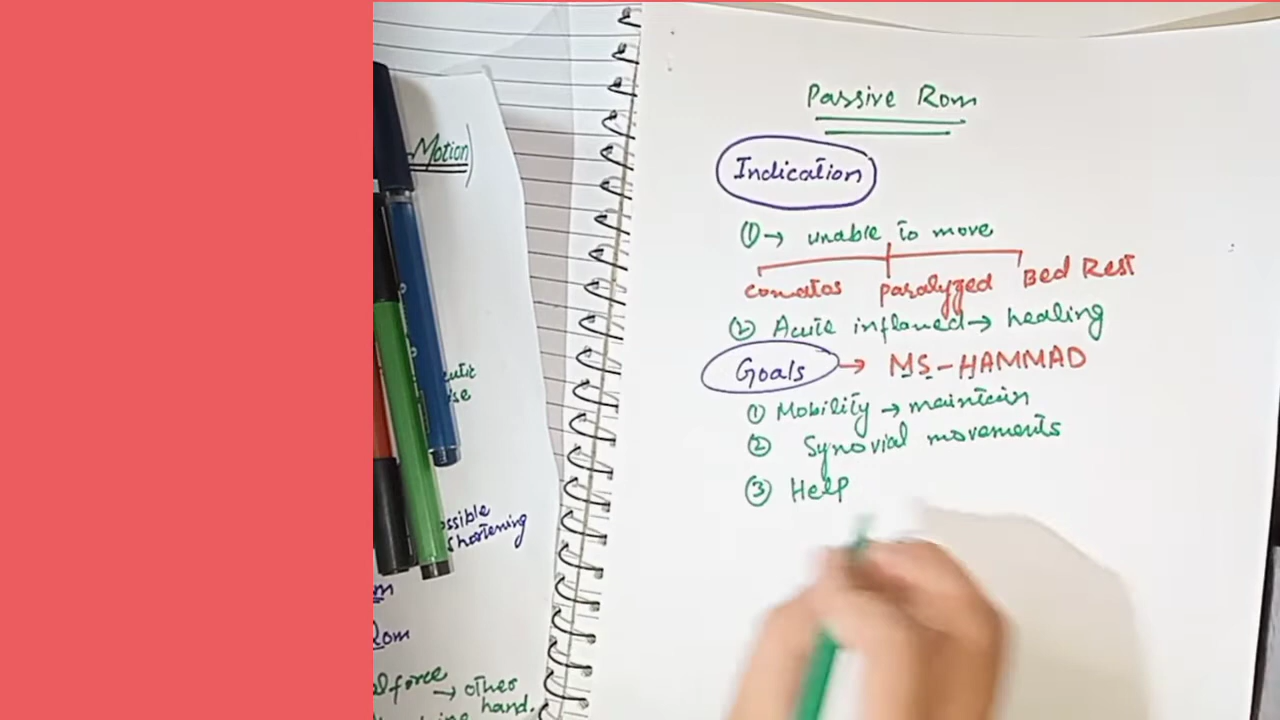 Motion)
ssible
shortening
m
Rom
force → other
hand.
Passive Rom
Indication
① → unable to move
comatos paralyzed Bed Rest
② Acute inflamed → healing
Goals → MS-HAMMAD
① Mobility → maintain
② Synovial movements
③ Help